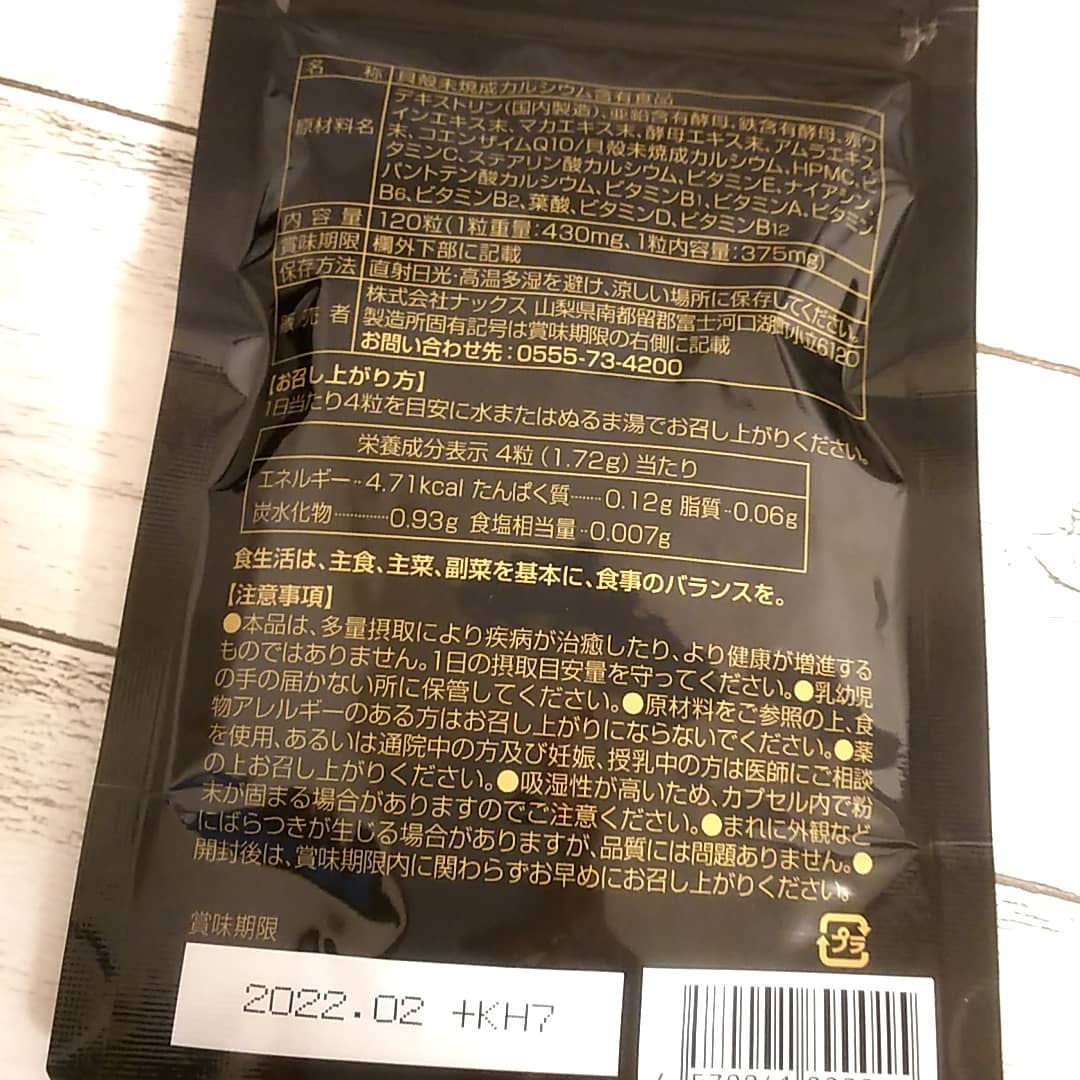 名称 貝殻未焼成カルシウム含有食品
原材料名 デキストリン(国内製造)、亜鉛含有酵母、鉄含有酵母、赤ワ
インエキス末、マカエキス末、酵母エキス末、アムラエキス
末、コエンザイムQ10/貝殻未焼成カルシウム、HPMC、ビ
タミンC、ステアリン酸カルシウム、ビタミンE、ナイアシン、
パントテン酸カルシウム、ビタミンB1、ビタミンA、ビタミン
B6、ビタミンB2、葉酸、ビタミンD、ビタミンB12
内容量 120粒(1粒重量:430mg、1粒内容量:375mg)
賞味期限 欄外下部に記載
保存方法 直射日光・高温多湿を避け、涼しい場所に保存してください。
販売者 株式会社ナックス 山梨県南都留郡富士河口湖町小立6120
製造所固有記号は賞味期限の右側に記載
お問い合わせ先:0555-73-4200
【お召し上がり方】
1日当たり4粒を目安に水またはぬるま湯でお召し上がりください。
栄養成分表示 4粒(1.72g)当たり
エネルギー‥4.71kcal たんぱく質……0.12g 脂質‥0.06g
炭水化物…………0.93g 食塩相当量‥0.007g
食生活は、主食、主菜、副菜を基本に、食事のバランスを。
【注意事項】
●本品は、多量摂取により疾病が治癒したり、より健康が増進する
ものではありません。1日の摂取目安量を守ってください。●乳幼児
の手の届かない所に保管してください。●原材料をご参照の上、食
物アレルギーのある方はお召し上がりにならないでください。●薬
を使用、あるいは通院中の方及び妊娠、授乳中の方は医師にご相談
の上お召し上がりください。●吸湿性が高いため、カプセル内で粉
末が固まる場合がありますのでご注意ください。●まれに外観など
にばらつきが生じる場合がありますが、品質には問題ありません。●
開封後は、賞味期限内に関わらずお早めにお召し上がりください。
賞味期限
プラ
2022.02 +KH7